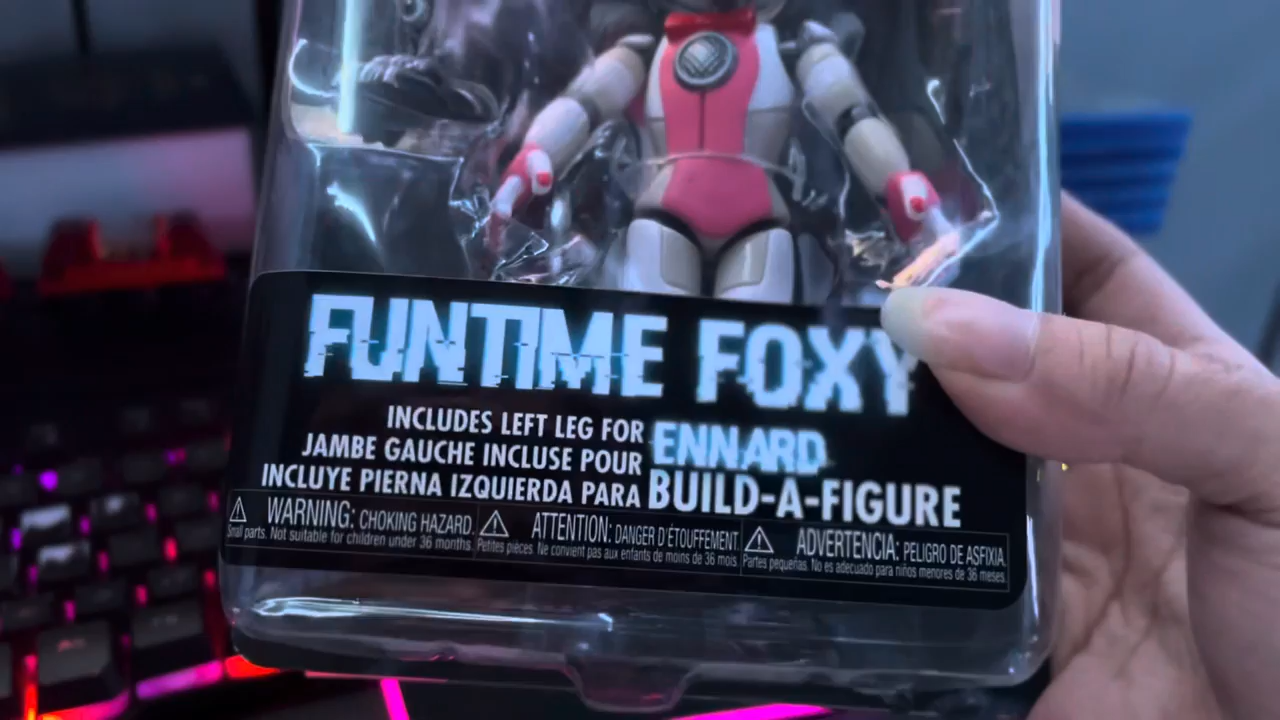 FUNTIME FOXY
INCLUDES LEFT LEG FOR
JAMBE GAUCHE INCLUSE POUR
INCLUYE PIERNA IZQUIERDA PARA
ENNARD
BUILD-A-FIGURE
WARNING: CHOKING HAZARD.
Small parts. Not suitable for children under 36 months.
ATTENTION: DANGER D'ÉTOUFFEMENT.
Petites pièces. Ne convient pas aux enfants de moins de 36 mois.
ADVERTENCIA: PELIGRO DE ASFIXIA.
Partes pequeñas. No es adecuado para niños menores de 36 meses.